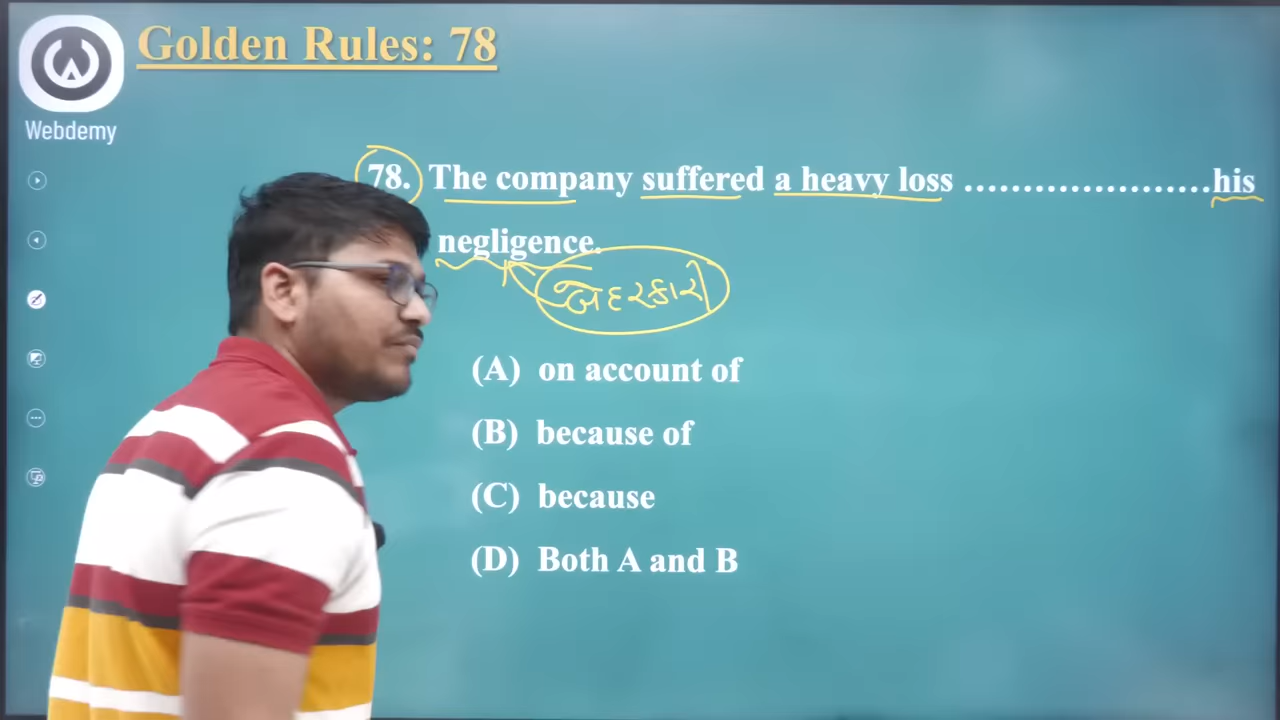 Golden Rules: 78
Webdemy
78. The company suffered a heavy loss .....................his
negligence.
બેદરકારી
(A) on account of
(B) because of
(C) because
(D) Both A and B